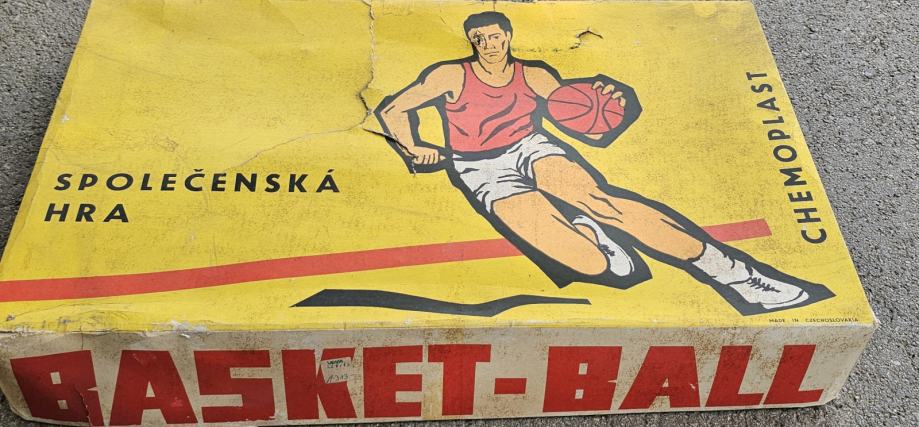 SPOLEČENSKÁ
HRA
CHEMOPLAST
MADE IN CZECHOSLOVAKIA
BASKET-BALL